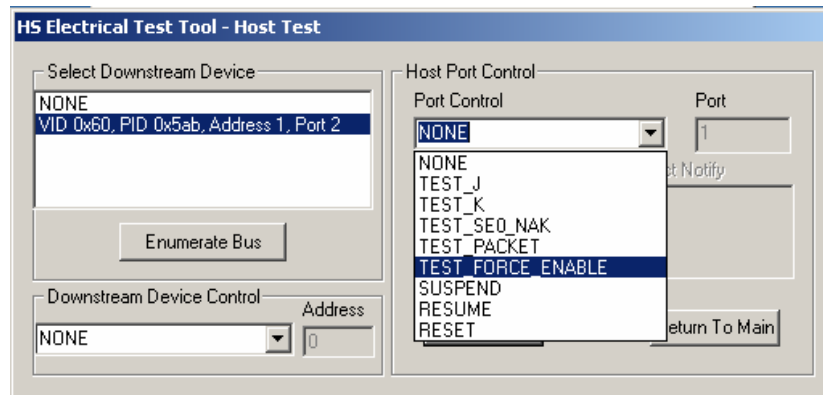 HS Electrical Test Tool - Host Test
Select Downstream Device
NONE
VID 0x60, PID 0x5ab, Address 1, Port 2
Enumerate Bus
Downstream Device Control
Address
NONE
0
Host Port Control
Port Control
Port
NONE
1
ct Notify
NONE
TEST_J
TEST_K
TEST_SE0_NAK
TEST_PACKET
TEST_FORCE_ENABLE
SUSPEND
RESUME
RESET
eturn To Main